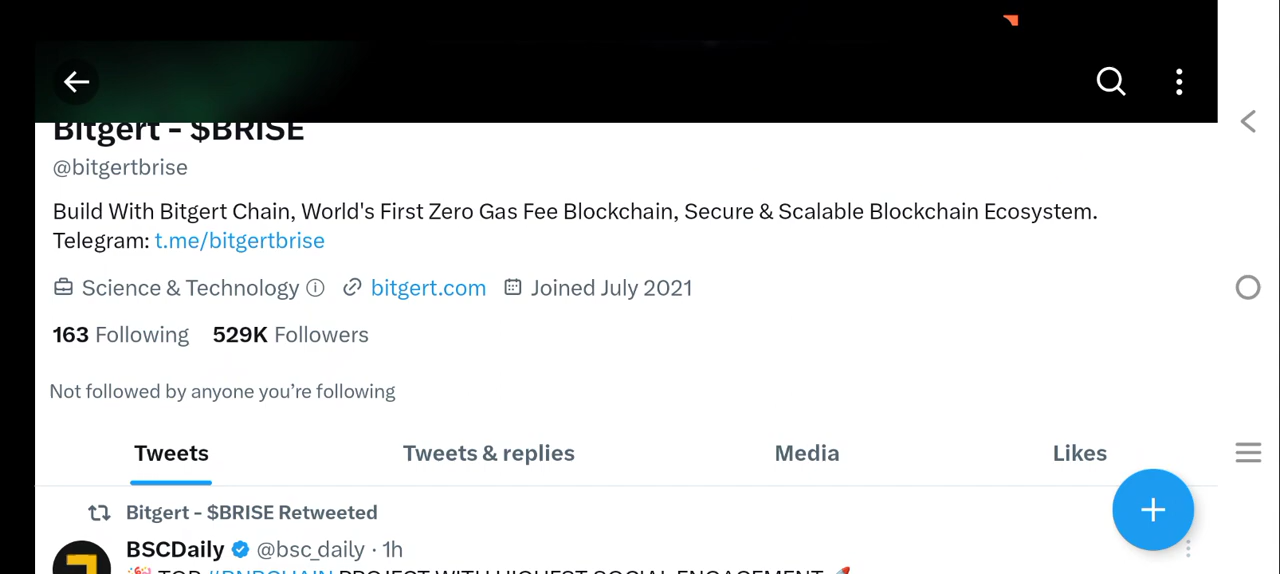 Bitgert - $BRISE
@bitgertbrise
Build With Bitgert Chain, World's First Zero Gas Fee Blockchain, Secure & Scalable Blockchain Ecosystem.
Telegram: t.me/bitgertbrise
Science & Technology bitgert.com Joined July 2021
163 Following 529K Followers
Not followed by anyone you’re following
Tweets Tweets & replies Media Likes
Bitgert - $BRISE Retweeted
BSCDaily @bsc_daily · 1h
TOP #BNBCHAIN PROJECT WITH HIGHEST SOCIAL ENGAGEMENT